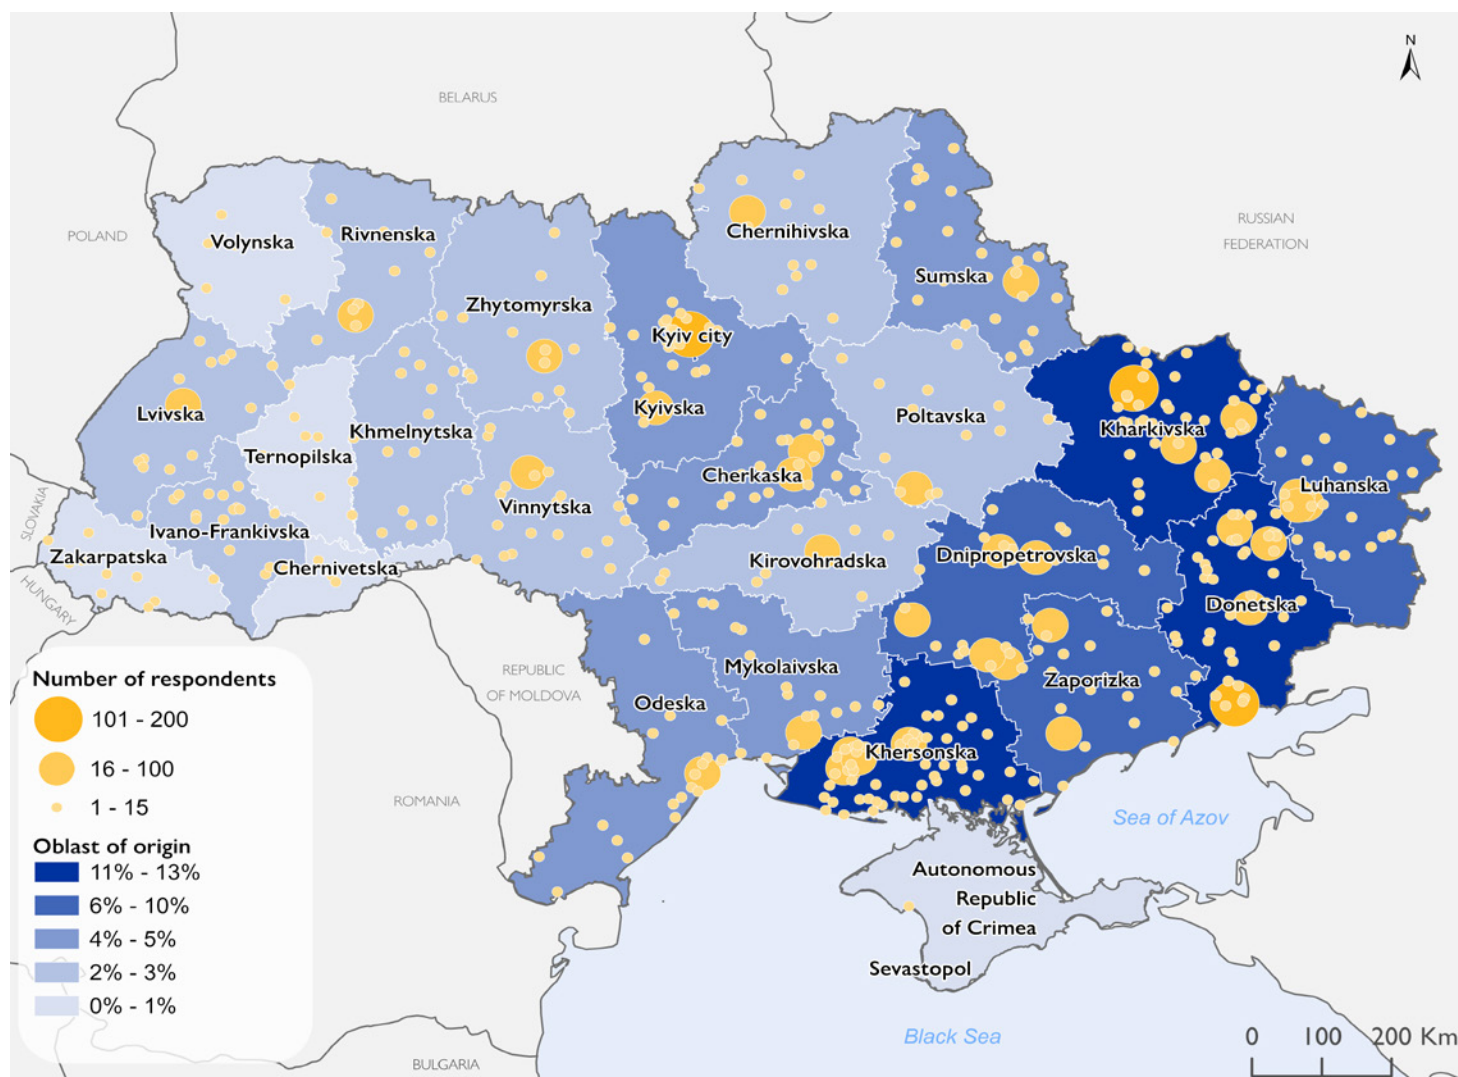 N
BELARUS
POLAND
RUSSIAN
FEDERATION
Volynska
Rivnenska
Chernihivska
Sumska
Zhytomyrska
Kyiv city
Lvivska
Kyivska
Poltavska
Kharkivska
Khmelnytska
Ternopilska
Cherkaska
Luhanska
SLOVAKIA
Vinnytska
Ivano-Frankivska
Zakarpatska
Chernivetska
Kirovohradska
Dnipropetrovska
HUNGARY
Donetska
REPUBLIC
OF MOLDOVA
Mykolaivska
Zaporizka
Odeska
Khersonska
ROMANIA
Sea of Azov
Autonomous
Republic
of Crimea
Sevastopol
Black Sea
BULGARIA
Number of respondents
101 - 200
16 - 100
1 - 15
Oblast of origin
11% - 13%
6% - 10%
4% - 5%
2% - 3%
0% - 1%
0 100 200 Km